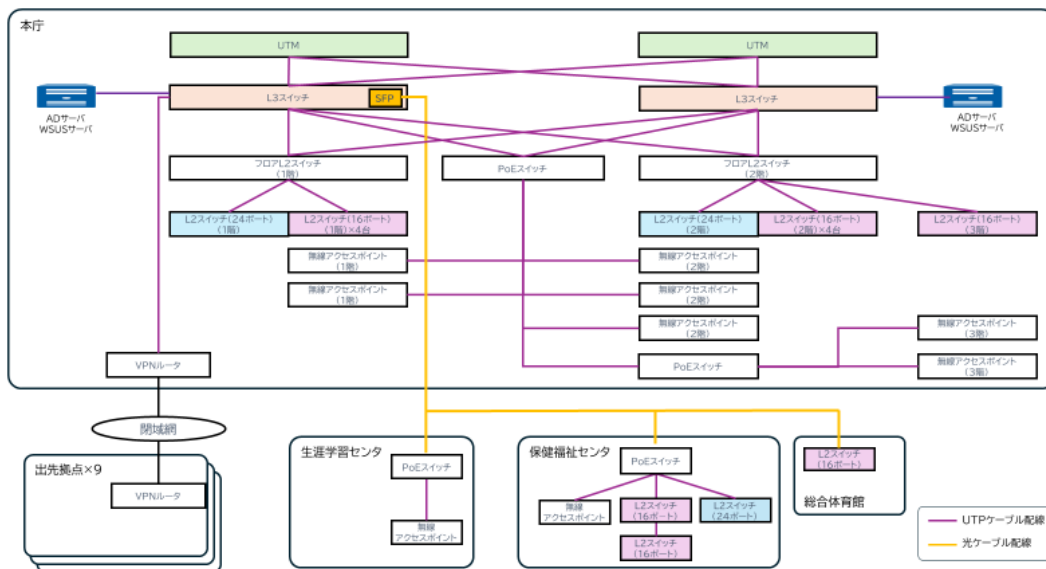 本庁
UTM
UTM
L3スイッチ
SFP
L3スイッチ
ADサーバ
WSUSサーバ
ADサーバ
WSUSサーバ
フロアL2スイッチ
(1階)
PoEスイッチ
フロアL2スイッチ
(2階)
L2スイッチ(24ポート)
(1階)
L2スイッチ(16ポート)
(1階)×4台
L2スイッチ(24ポート)
(2階)
L2スイッチ(16ポート)
(2階)×4台
L2スイッチ(16ポート)
(3階)
無線アクセスポイント
(1階)
無線アクセスポイント
(2階)
無線アクセスポイント
(1階)
無線アクセスポイント
(2階)
無線アクセスポイント
(2階)
無線アクセスポイント
(3階)
VPNルータ
PoEスイッチ
無線アクセスポイント
(3階)
閉域網
出先拠点×9
VPNルータ
生涯学習センタ
PoEスイッチ
無線
アクセスポイント
保健福祉センタ
PoEスイッチ
無線
アクセスポイント
L2スイッチ
(16ポート)
L2スイッチ
(24ポート)
L2スイッチ
(16ポート)
L2スイッチ
(16ポート)
総合体育館
UTPケーブル配線
光ケーブル配線